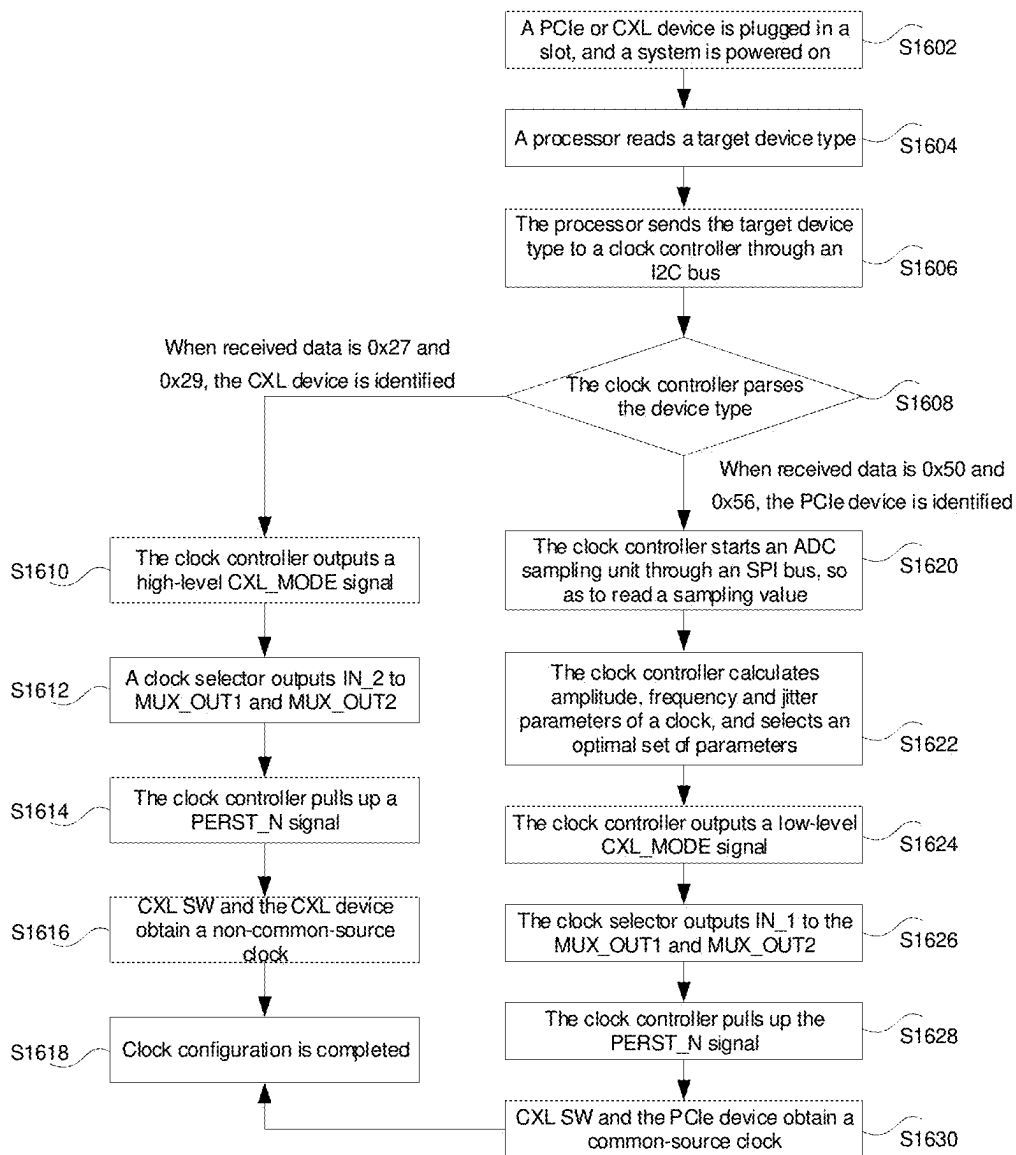 A PCIe or CXL device is plugged in a
slot, and a system is powered on
S1602
A processor reads a target device type
S1604
The processor sends the target device
type to a clock controller through an
I2C bus
S1606
When received data is 0x27 and
0x29, the CXL device is identified
The clock controller parses
the device type
S1608
When received data is 0x50 and
0x56, the PCIe device is identified
S1610
The clock controller outputs a
high-level CXL_MODE signal
S1612
A clock selector outputs IN_2 to
MUX_OUT1 and MUX_OUT2
S1614
The clock controller pulls up a
PERST_N signal
S1616
CXL SW and the CXL device
obtain a non-common-source
clock
S1618
Clock configuration is completed
The clock controller starts an ADC
sampling unit through an SPI bus, so
as to read a sampling value
S1620
The clock controller calculates
amplitude, frequency and jitter
parameters of a clock, and selects an
optimal set of parameters
S1622
The clock controller outputs a low-level
CXL_MODE signal
S1624
The clock selector outputs IN_1 to the
MUX_OUT1 and MUX_OUT2
S1626
The clock controller pulls up the
PERST_N signal
S1628
CXL SW and the PCIe device obtain a
common-source clock
S1630